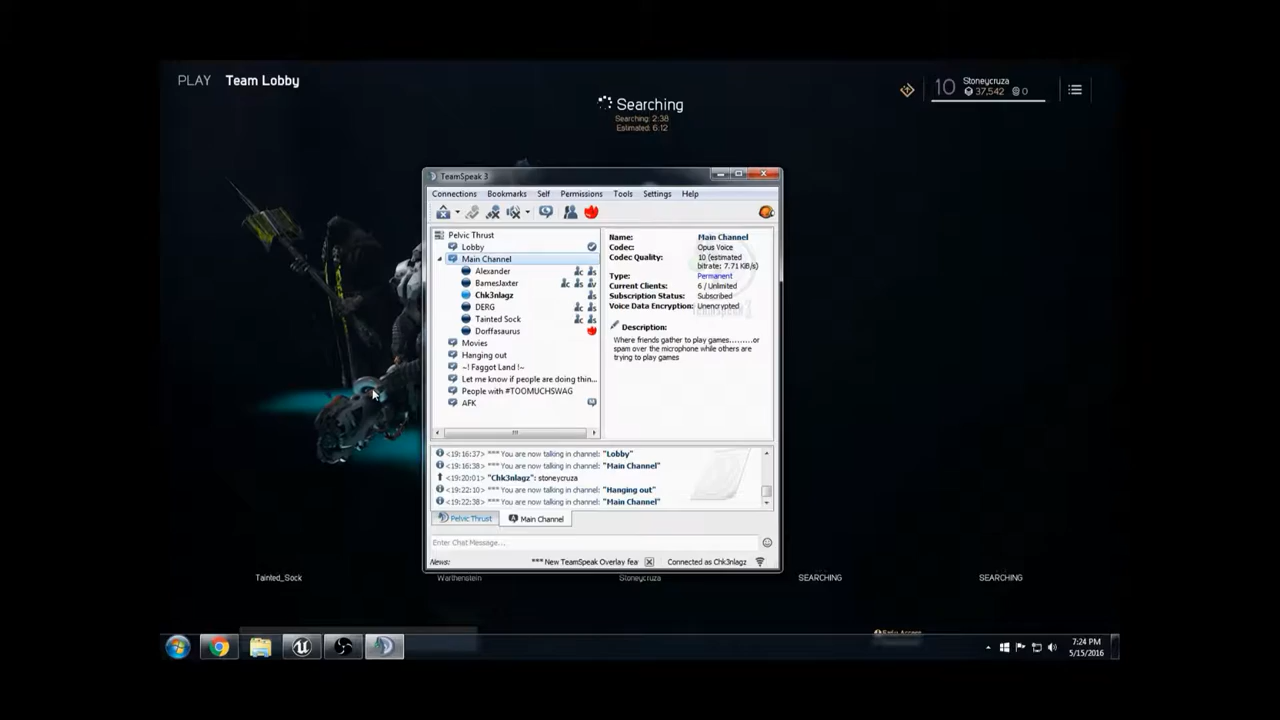 PLAY Team Lobby
Searching
Searching: 2:38
Estimated: 6:12
10 Stoneycruza
37,542 0
TeamSpeak 3
Connections Bookmarks Self Permissions Tools Settings Help
Pelvic Thrust
Lobby
Main Channel
Alexander
BamesJaxter
Chk3nlagz
DERG
Tainted Sock
Dorffasaurus
Movies
Hanging out
~! Faggot Land !~
Let me know if people are doing thin...
People with #TOOMUCHSWAG
AFK
Name: Main Channel
Codec: Opus Voice
Codec Quality: 10 (estimated
bitrate: 7.71 KiB/s)
Type: Permanent
Current Clients: 6 / Unlimited
Subscription Status: Subscribed
Voice Data Encryption: Unencrypted
Description:
Where friends gather to play games.........or
spam over the microphone while others are
trying to play games
<19:16:37> *** You are now talking in channel: "Lobby"
<19:16:38> *** You are now talking in channel: "Main Channel"
<19:20:01> "Chk3nlagz": stoneycruza
<19:22:10> *** You are now talking in channel: "Hanging out"
<19:22:38> *** You are now talking in channel: "Main Channel"
Pelvic Thrust Main Channel
Enter Chat Message...
News: *** New TeamSpeak Overlay fea Connected as Chk3nlagz
Tainted_Sock Warthenstein Stoneycruza SEARCHING SEARCHING
Early Access
7:24 PM
5/15/2016